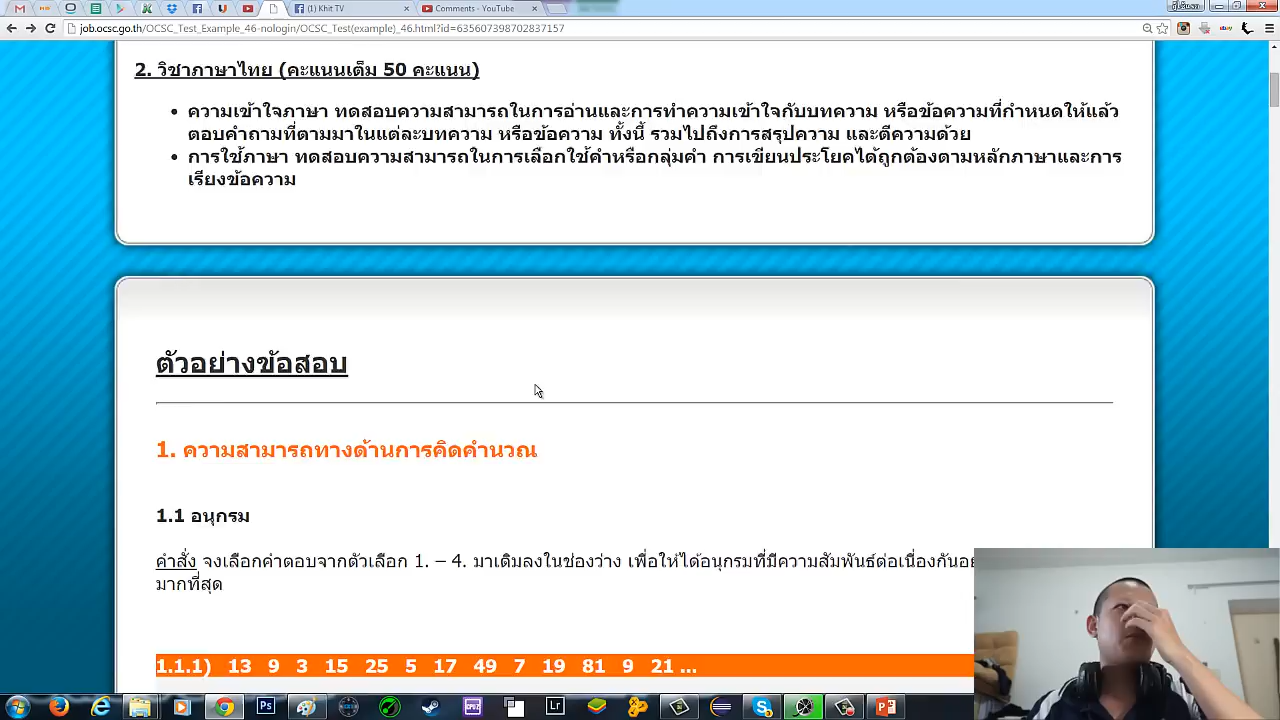 (1) Khit TV
Comments - YouTube
job.ocsc.go.th/OCSC_Test_Example_46-nologin/OCSC_Test(example)_46.html?id=635607398702837157
2. วิชาภาษาไทย (คะแนนเต็ม 50 คะแนน)
• ความเข้าใจภาษา ทดสอบความสามารถในการอ่านและการทำความเข้าใจกับบทความ หรือข้อความที่กำหนดให้แล้ว
ตอบคำถามที่ตามมาในแต่ละบทความ หรือข้อความ ทั้งนี้ รวมไปถึงการสรุปความ และตีความด้วย
• การใช้ภาษา ทดสอบความสามารถในการเลือกใช้คำหรือกลุ่มคำ การเขียนประโยคได้ถูกต้องตามหลักภาษาและการ
เรียงข้อความ
ตัวอย่างข้อสอบ
1. ความสามารถทางด้านการคิดคำนวณ
1.1 อนุกรม
คำสั่ง จงเลือกคำตอบจากตัวเลือก 1. – 4. มาเติมลงในช่องว่าง เพื่อให้ได้อนุกรมที่มีความสัมพันธ์ต่อเนื่องกัน
มากที่สุด
1.1.1) 13 9 3 15 25 5 17 49 7 19 81 9 21 ...
Ps
Lr